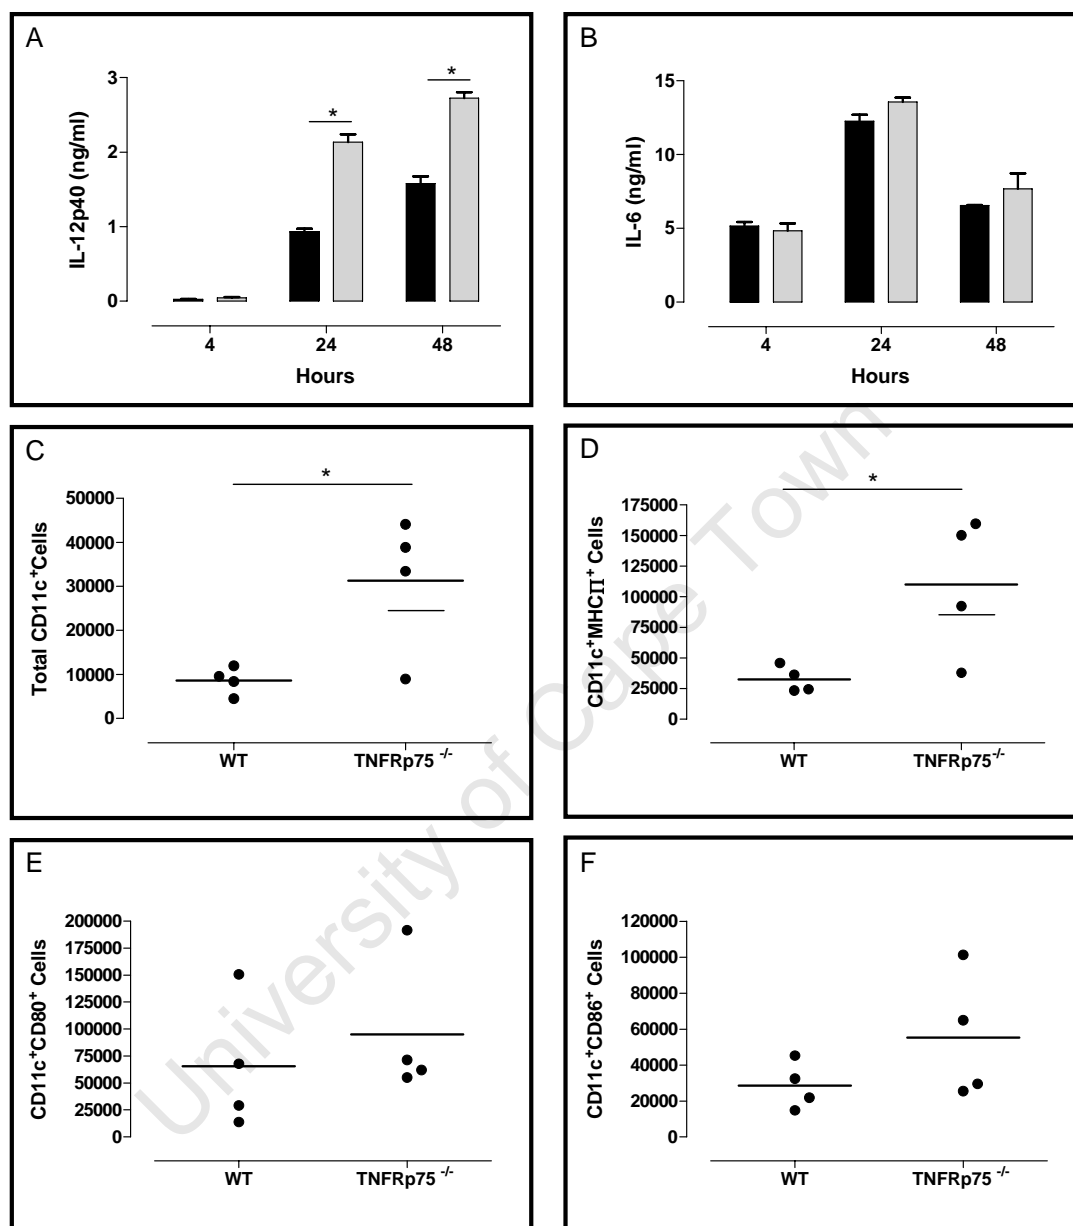 A
IL-12p40 (ng/ml)
3
2
1
0
*
*
4 24 48
Hours
B
IL-6 (ng/ml)
15
10
5
0
4 24 48
Hours
C
Total CD11c⁺Cells
50000
40000
30000
20000
10000
0
*
WT TNFRp75 -/-
D
CD11c⁺MHCII⁺ Cells
175000
150000
125000
100000
75000
50000
25000
0
*
WT TNFRp75-/-
E
CD11c⁺CD80⁺ Cells
200000
175000
150000
125000
100000
75000
50000
25000
0
WT TNFRp75 -/-
F
CD11c⁺CD86⁺ Cells
120000
100000
80000
60000
40000
20000
0
WT TNFRp75 -/-
University of Cape Town